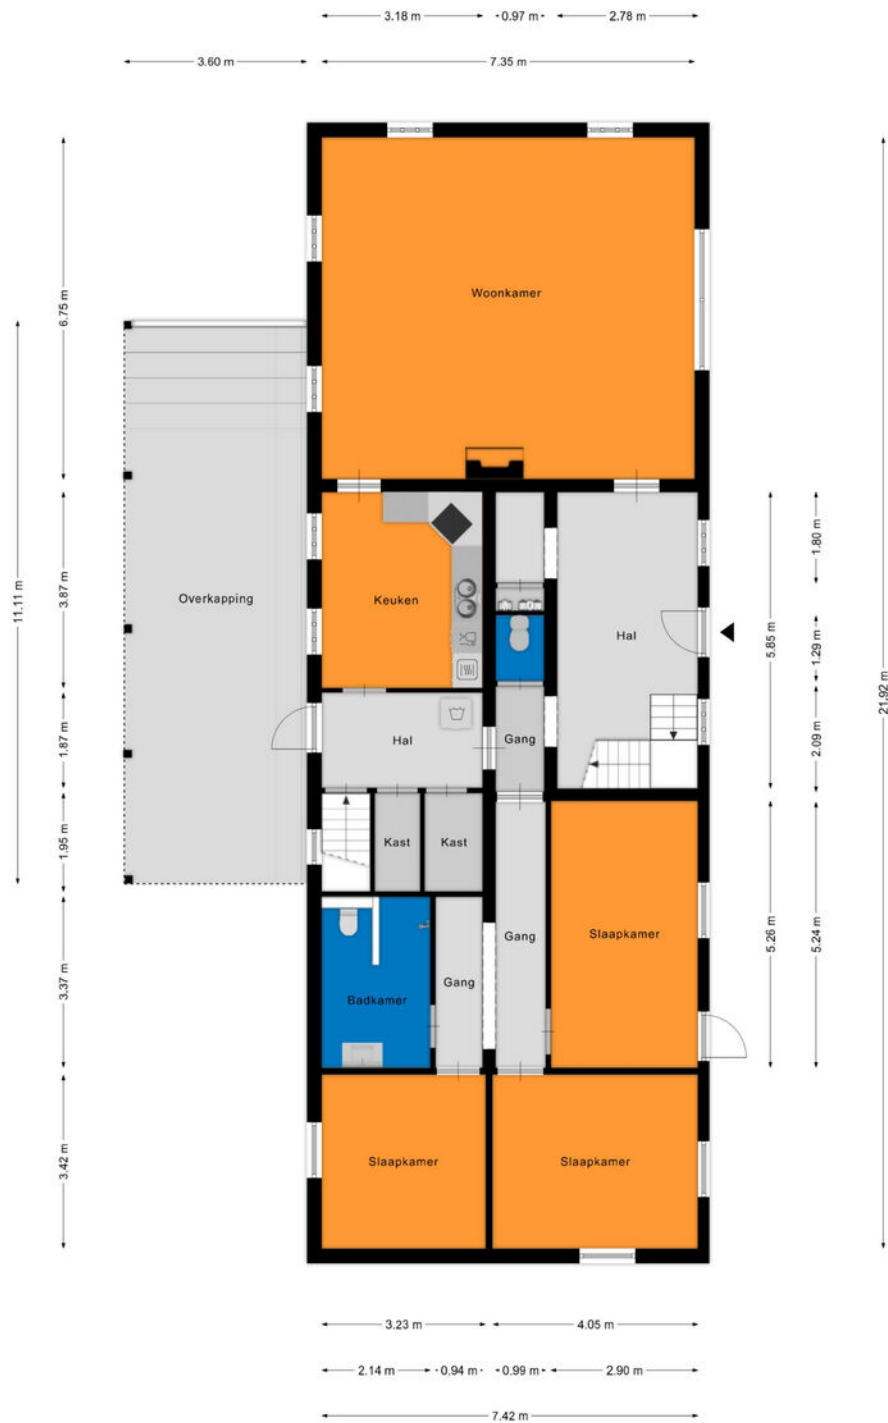 3.18 m
0.97 m
2.78 m
3.60 m
7.35 m
Woonkamer
6.75 m
11.11 m
Overkapping
3.87 m
Keuken
Hal
5.85 m
1.80 m
1.29 m
21.92 m
1.87 m
Hal
Gang
2.09 m
1.95 m
Kast
Kast
Gang
Slaapkamer
5.26 m
5.24 m
3.37 m
Badkamer
Gang
3.42 m
Slaapkamer
Slaapkamer
3.23 m
4.05 m
2.14 m
0.94 m
0.99 m
2.90 m
7.42 m